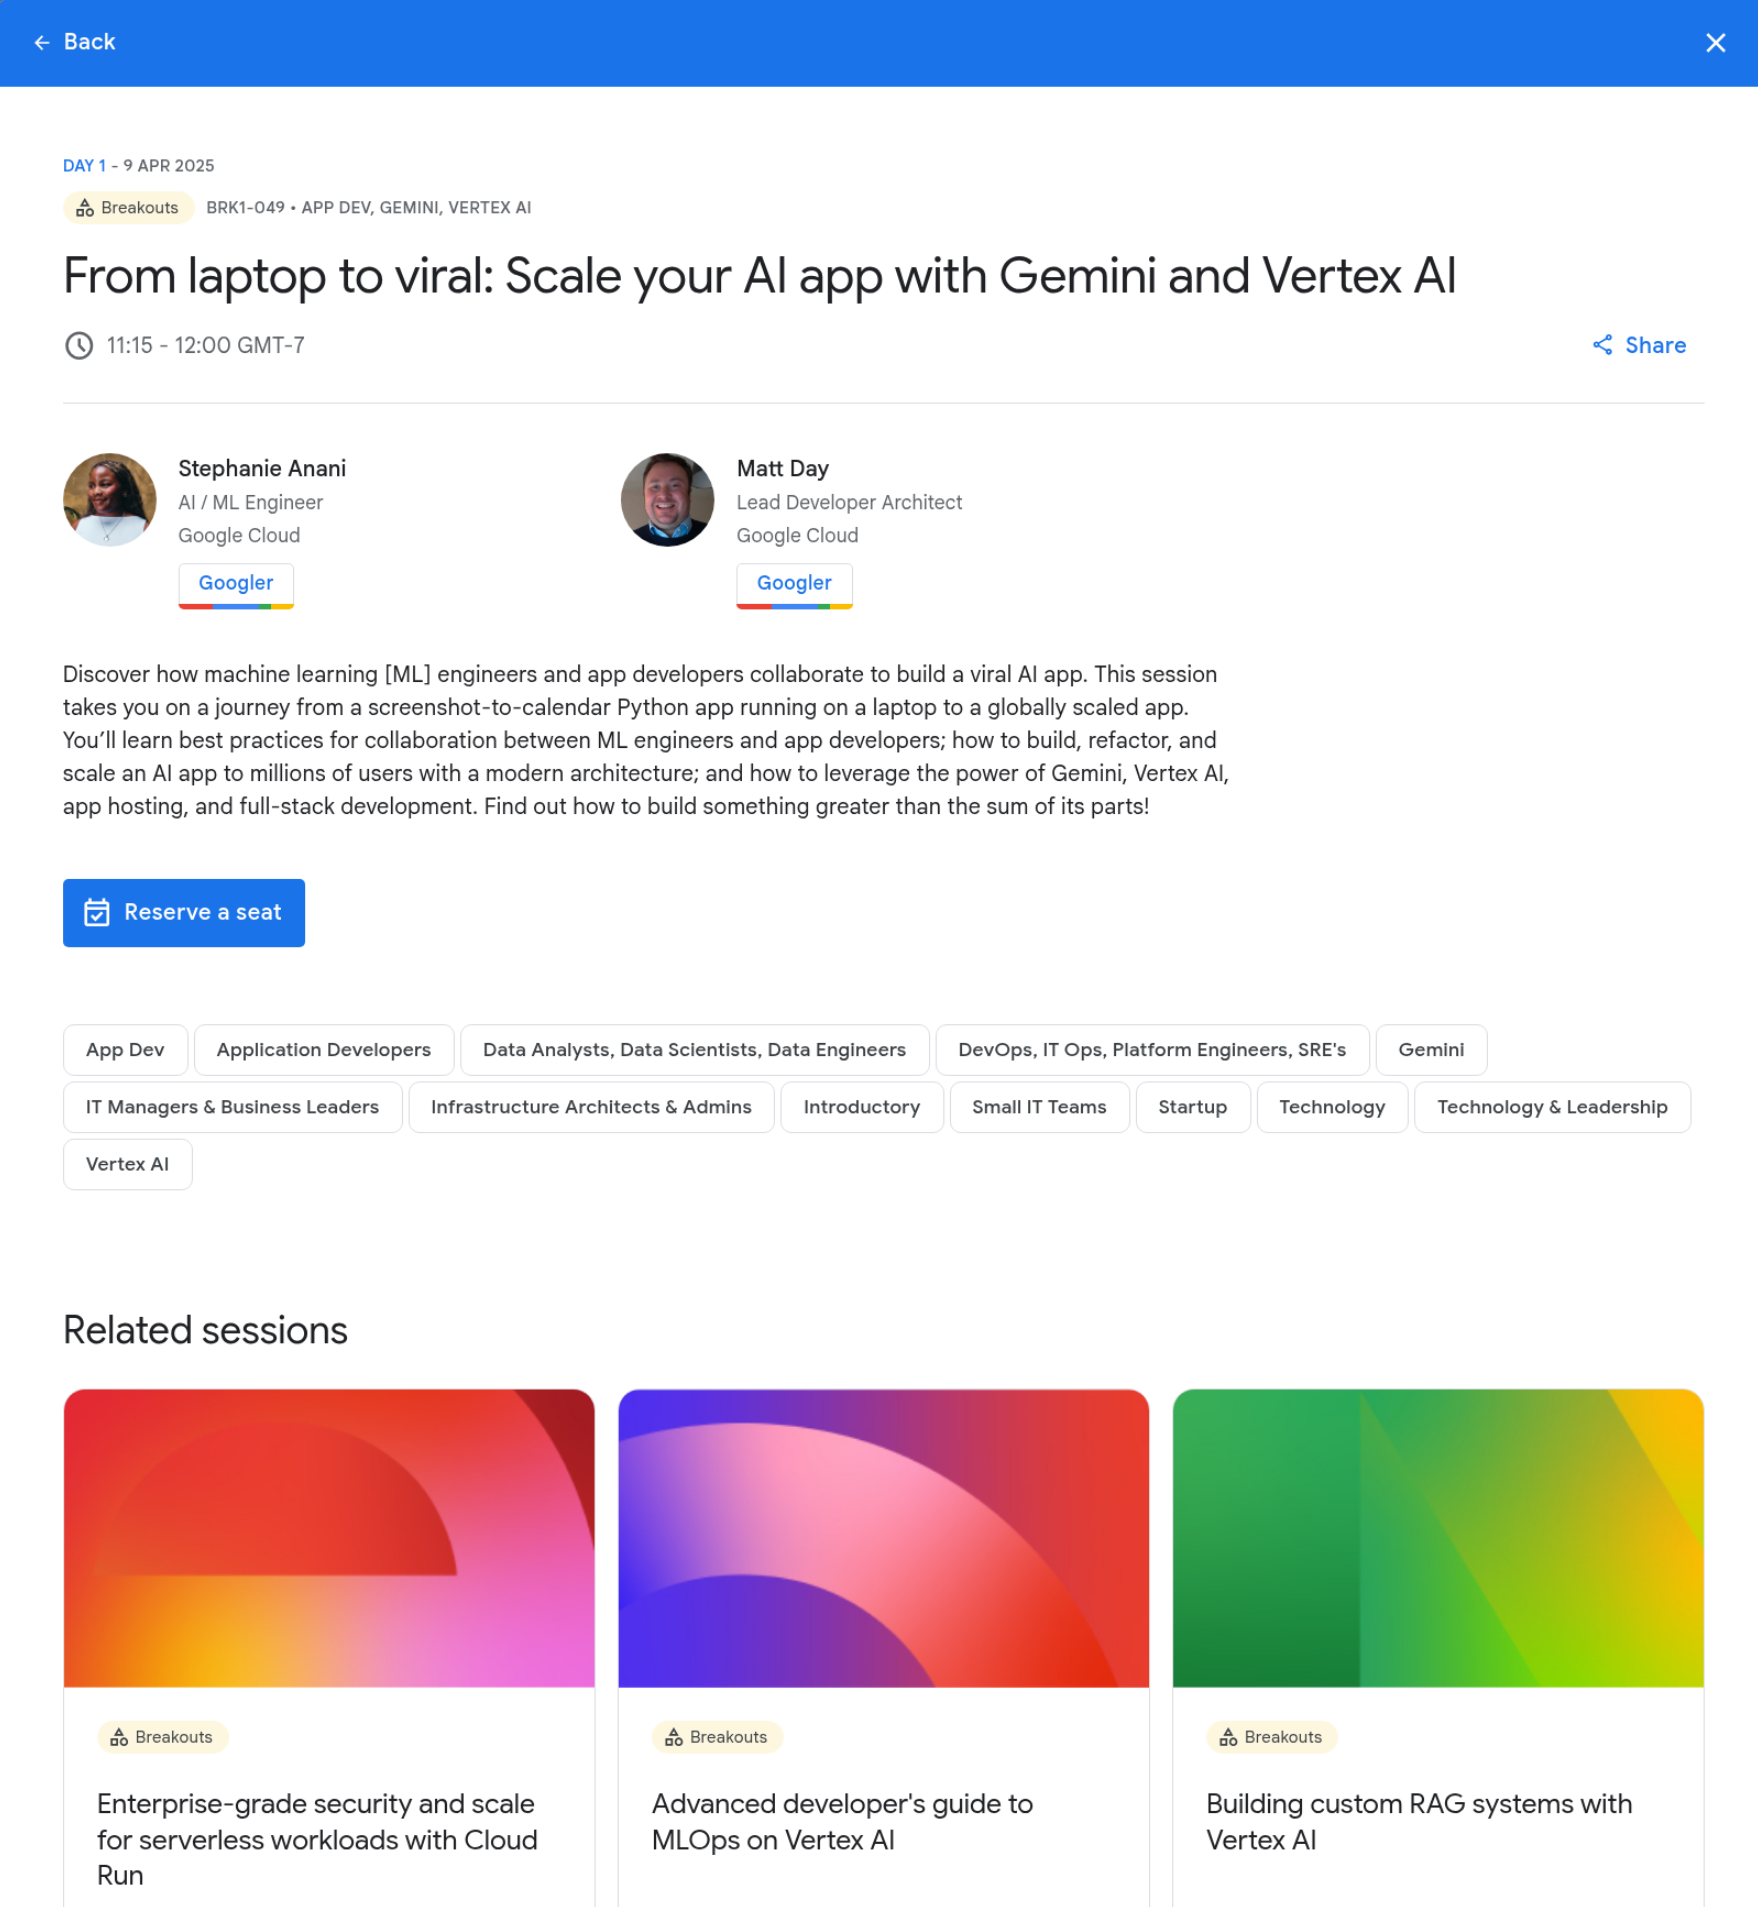 Back
DAY 1 - 9 APR 2025
Breakouts BRK1-049 • APP DEV, GEMINI, VERTEX AI
From laptop to viral: Scale your AI app with Gemini and Vertex AI
11:15 - 12:00 GMT-7
Share
Stephanie Anani
AI / ML Engineer
Google Cloud
Googler
Matt Day
Lead Developer Architect
Google Cloud
Googler
Discover how machine learning [ML] engineers and app developers collaborate to build a viral AI app. This session
takes you on a journey from a screenshot-to-calendar Python app running on a laptop to a globally scaled app.
You’ll learn best practices for collaboration between ML engineers and app developers; how to build, refactor, and
scale an AI app to millions of users with a modern architecture; and how to leverage the power of Gemini, Vertex AI,
app hosting, and full-stack development. Find out how to build something greater than the sum of its parts!
Reserve a seat
App Dev Application Developers Data Analysts, Data Scientists, Data Engineers DevOps, IT Ops, Platform Engineers, SRE's Gemini
IT Managers & Business Leaders Infrastructure Architects & Admins Introductory Small IT Teams Startup Technology Technology & Leadership
Vertex AI
Related sessions
Breakouts
Enterprise-grade security and scale
for serverless workloads with Cloud
Run
Breakouts
Advanced developer's guide to
MLOps on Vertex AI
Breakouts
Building custom RAG systems with
Vertex AI